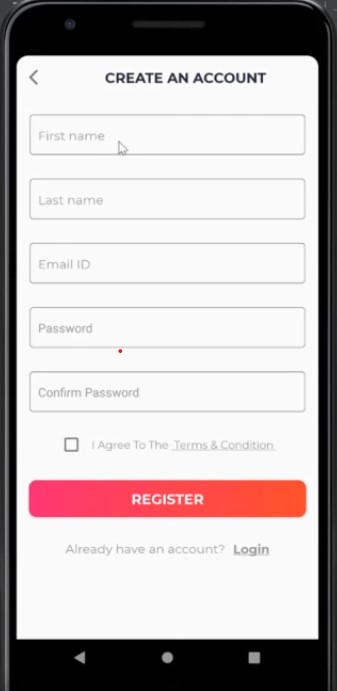 CREATE AN ACCOUNT
First name
Last name
Email ID
Password
Confirm Password
I Agree To The Terms & Condition
REGISTER
Already have an account? Login